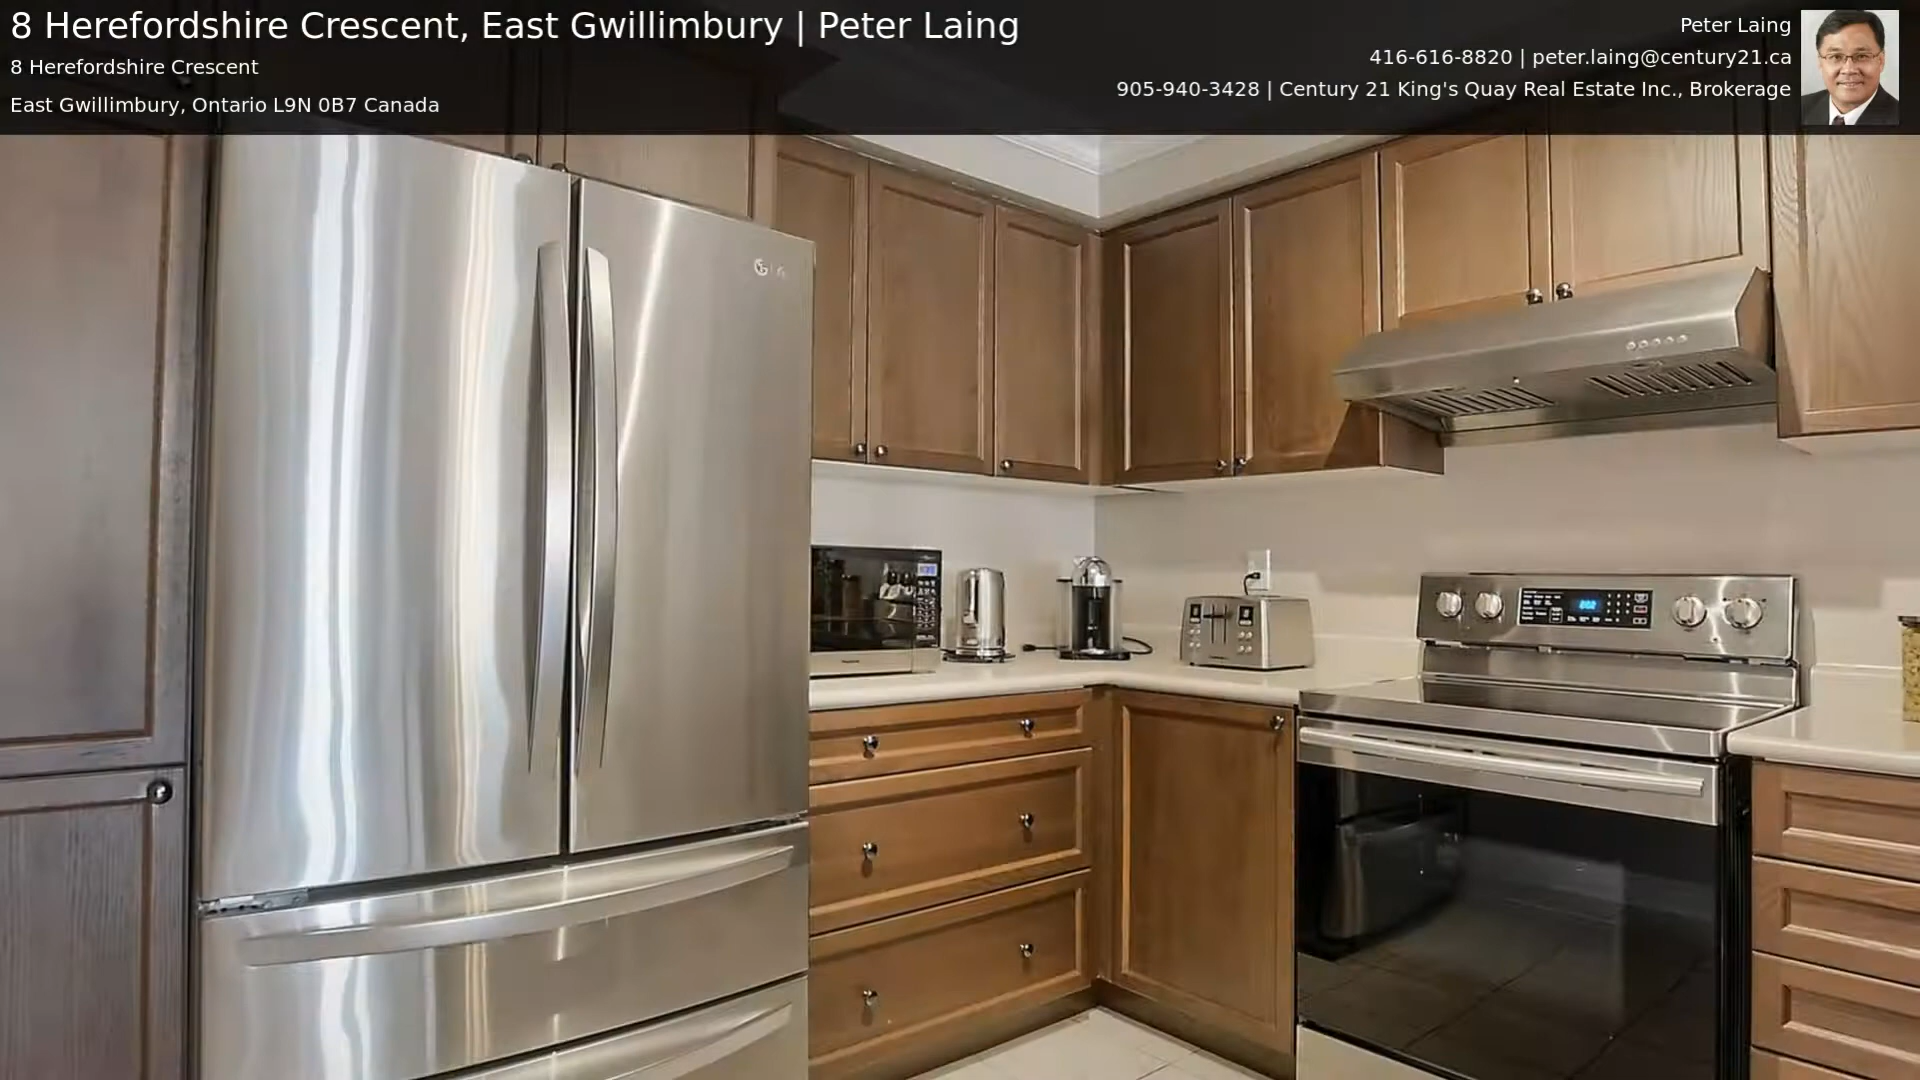 8 Herefordshire Crescent, East Gwillimbury | Peter Laing
8 Herefordshire Crescent
East Gwillimbury, Ontario L9N 0B7 Canada
Peter Laing
416-616-8820 | peter.laing@century21.ca
905-940-3428 | Century 21 King's Quay Real Estate Inc., Brokerage
LG